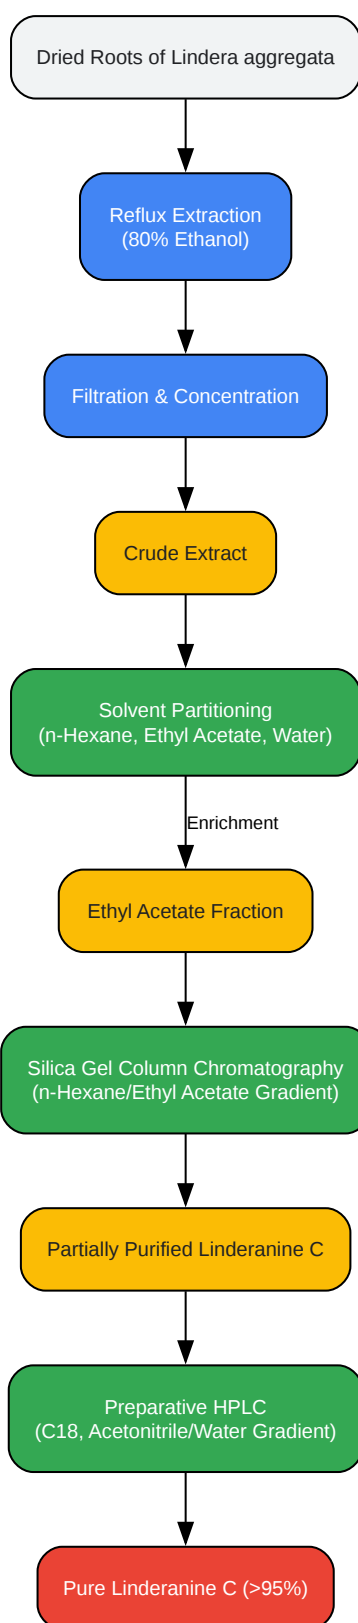 Dried Roots of Lindera aggregata
Reflux Extraction
(80% Ethanol)
Filtration & Concentration
Crude Extract
Solvent Partitioning
(n-Hexane, Ethyl Acetate, Water)
Enrichment
Ethyl Acetate Fraction
Silica Gel Column Chromatography
(n-Hexane/Ethyl Acetate Gradient)
Partially Purified Linderanine C
Preparative HPLC
(C18, Acetonitrile/Water Gradient)
Pure Linderanine C (>95%)